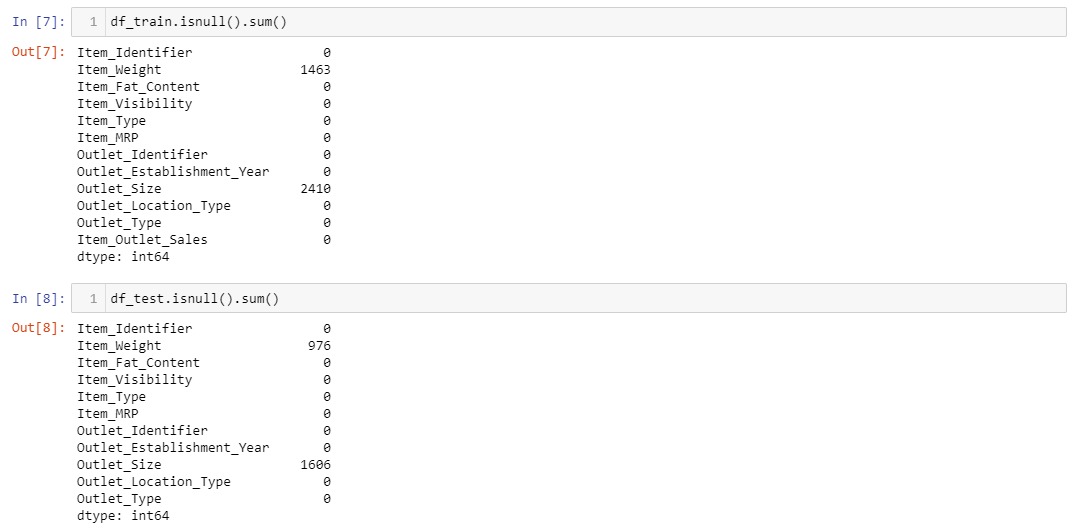 In [7]: 1 df_train.isnull().sum()
Out[7]: Item_Identifier 0
Item_Weight 1463
Item_Fat_Content 0
Item_Visibility 0
Item_Type 0
Item_MRP 0
Outlet_Identifier 0
Outlet_Establishment_Year 0
Outlet_Size 2410
Outlet_Location_Type 0
Outlet_Type 0
Item_Outlet_Sales 0
dtype: int64
In [8]: 1 df_test.isnull().sum()
Out[8]: Item_Identifier 0
Item_Weight 976
Item_Fat_Content 0
Item_Visibility 0
Item_Type 0
Item_MRP 0
Outlet_Identifier 0
Outlet_Establishment_Year 0
Outlet_Size 1606
Outlet_Location_Type 0
Outlet_Type 0
dtype: int64